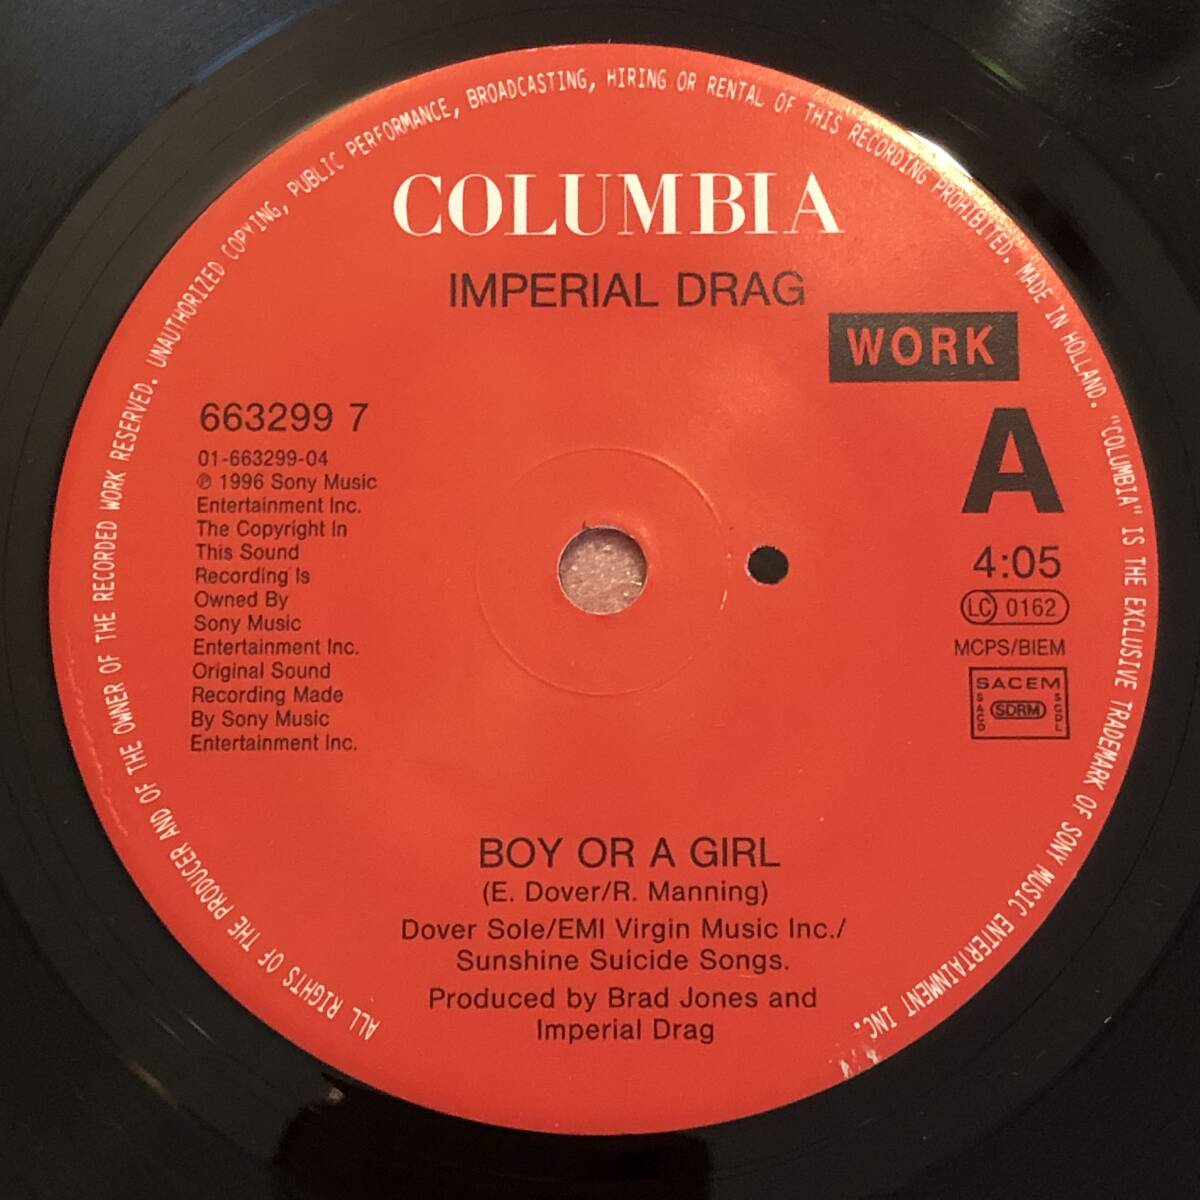 ALL RIGHTS OF THE PRODUCER AND OF THE OWNER OF THE RECORDED WORK RESERVED. UNAUTHORIZED COPYING, PUBLIC PERFORMANCE, BROADCASTING, HIRING OR RENTAL OF THIS RECORDING PROHIBITED. MADE IN HOLLAND. "COLUMBIA" IS THE EXCLUSIVE TRADEMARK OF SONY MUSIC ENTERTAINMENT INC.
COLUMBIA
IMPERIAL DRAG
WORK
A
663299 7
01-663299-04
℗ 1996 Sony Music
Entertainment Inc.
The Copyright In
This Sound
Recording Is
Owned By
Sony Music
Entertainment Inc.
Original Sound
Recording Made
By Sony Music
Entertainment Inc.
4:05
LC 0162
MCPS/BIEM
SACEM
SACD
SDRM
SGDL
BOY OR A GIRL
(E. Dover/R. Manning)
Dover Sole/EMI Virgin Music Inc./
Sunshine Suicide Songs.
Produced by Brad Jones and
Imperial Drag